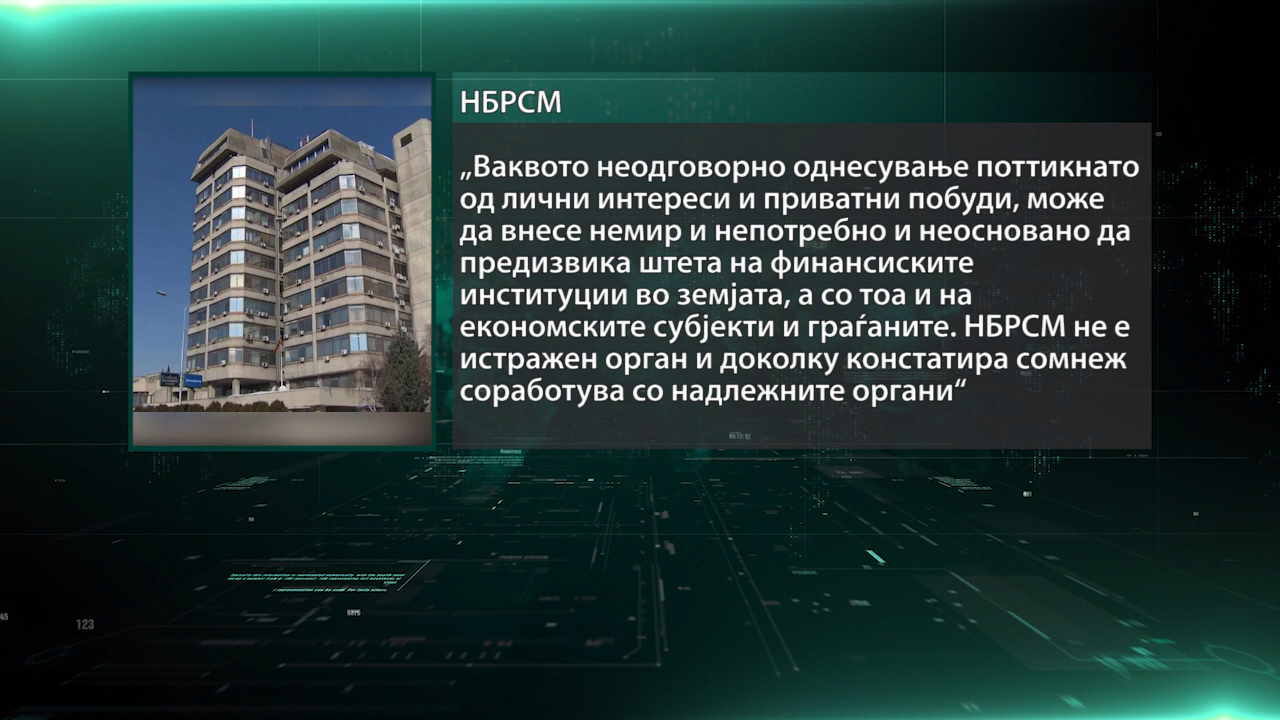 НБРСМ
„Ваквото неодговорно однесување поттикнато
од лични интереси и приватни побуди, може
да внесе немир и непотребно и неосновано да
предизвика штета на финансиските
институции во земјата, а со тоа и на
економските субјекти и граѓаните. НБРСМ не е
истражен орган и доколку констатира сомнеж
соработува со надлежните органи“
123